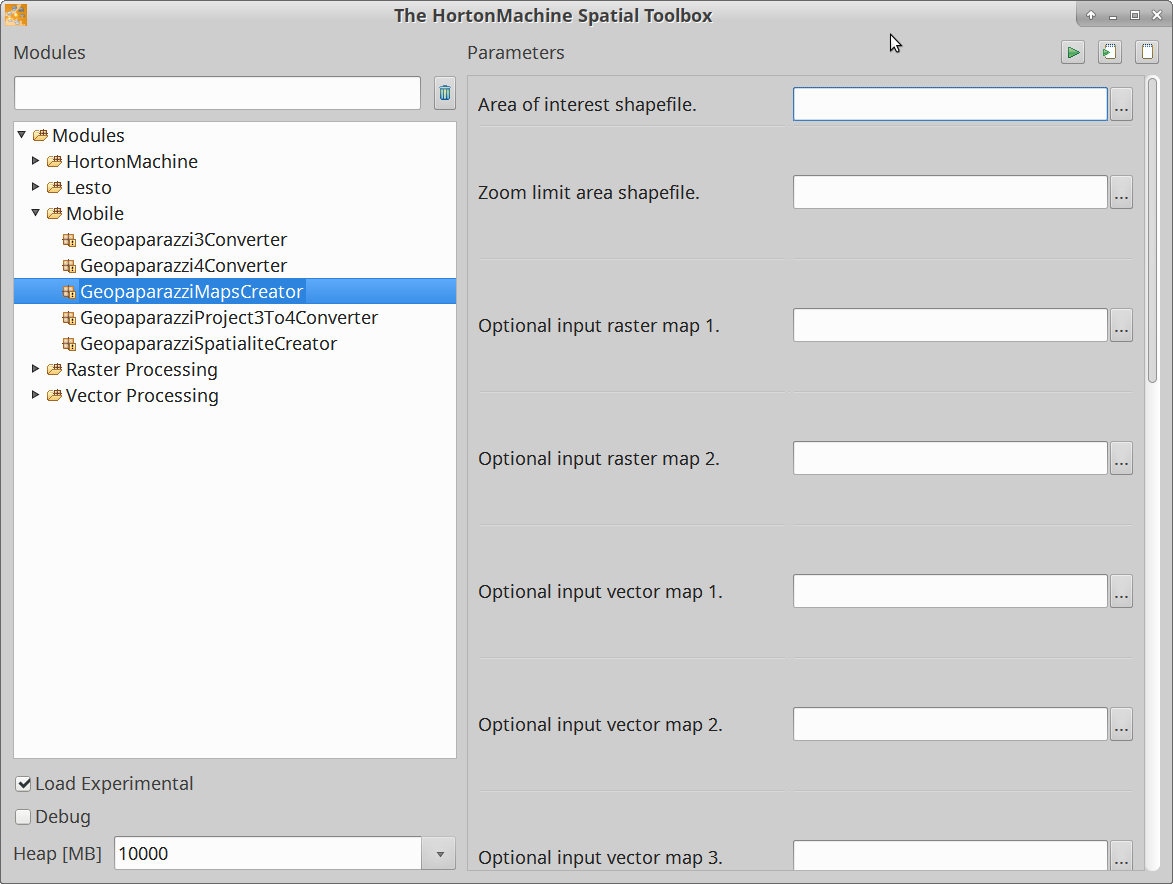 The HortonMachine Spatial Toolbox
Modules
Parameters
Modules
HortonMachine
Lesto
Mobile
Geopaparazzi3Converter
Geopaparazzi4Converter
GeopaparazziMapsCreator
GeopaparazziProject3To4Converter
GeopaparazziSpatialiteCreator
Raster Processing
Vector Processing
Load Experimental
Debug
Heap [MB] 10000
Area of interest shapefile. ...
Zoom limit area shapefile. ...
Optional input raster map 1. ...
Optional input raster map 2. ...
Optional input vector map 1. ...
Optional input vector map 2. ...
Optional input vector map 3. ...